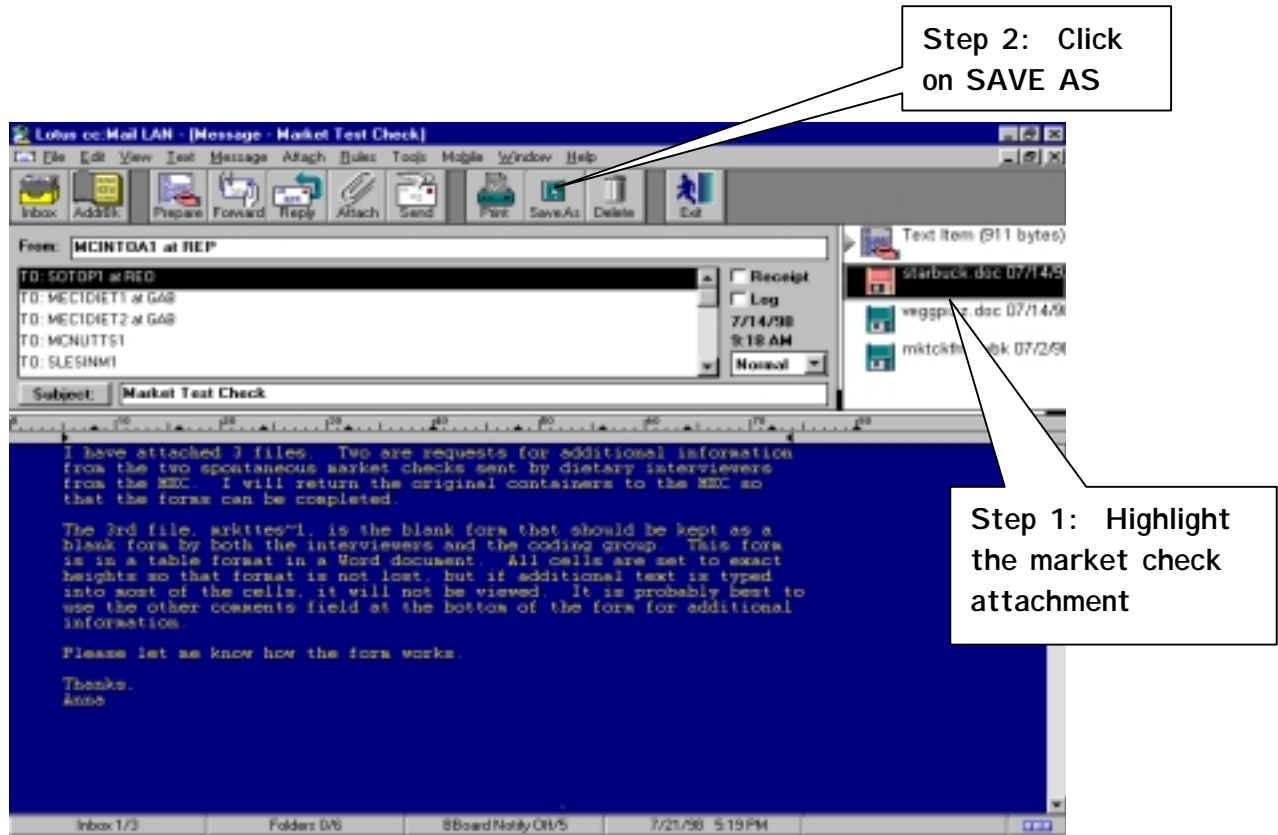 Step 2: Click
on SAVE AS
Lotus cc:Mail LAN - [Message - Market Test Check]
File Edit View Text Message Attach Rules Tools Mobile Window Help
Inbox AddrBk Prepare Forward Reply Attach Send Print Save As Delete Exit
From: MCINTOA1 at REP
Text Item (911 bytes)
TO: SOTOP1 at REO
Receipt
starbuck.doc 07/14/9
TO: MEC1DIET1 at GAB
Log
TO: MEC1DIET2 at GAB
7/14/98
doc 07/14/9
TO: MCNUTTS1
9:18 AM
07/2/98
TO: SLESINM1
Normal
Subject: Market Test Check
I have attached 3 files. Two are requests for additional information
from the two spontaneous market checks sent by dietary interviewers
from the MEC. I will return the original containers to the MEC so
that the forms can be completed.
The 3rd file, mrkttes~1, is the blank form that should be kept as a
blank form by both the interviewers and the coding group. This form
is in a table format in a Word document. All cells are set to exact
heights so that format is not lost, but if additional text is typed
into most of the cells, it will not be viewed. It is probably best to
use the other comments field at the bottom of the form for additional
information.
Please let me know how the form works.
Thanks.
Anna
Step 1: Highlight
the market check
attachment
Inbox 1/3 Folders 0/6 BBoard Notify Off/5 7/21/98 5:19 PM